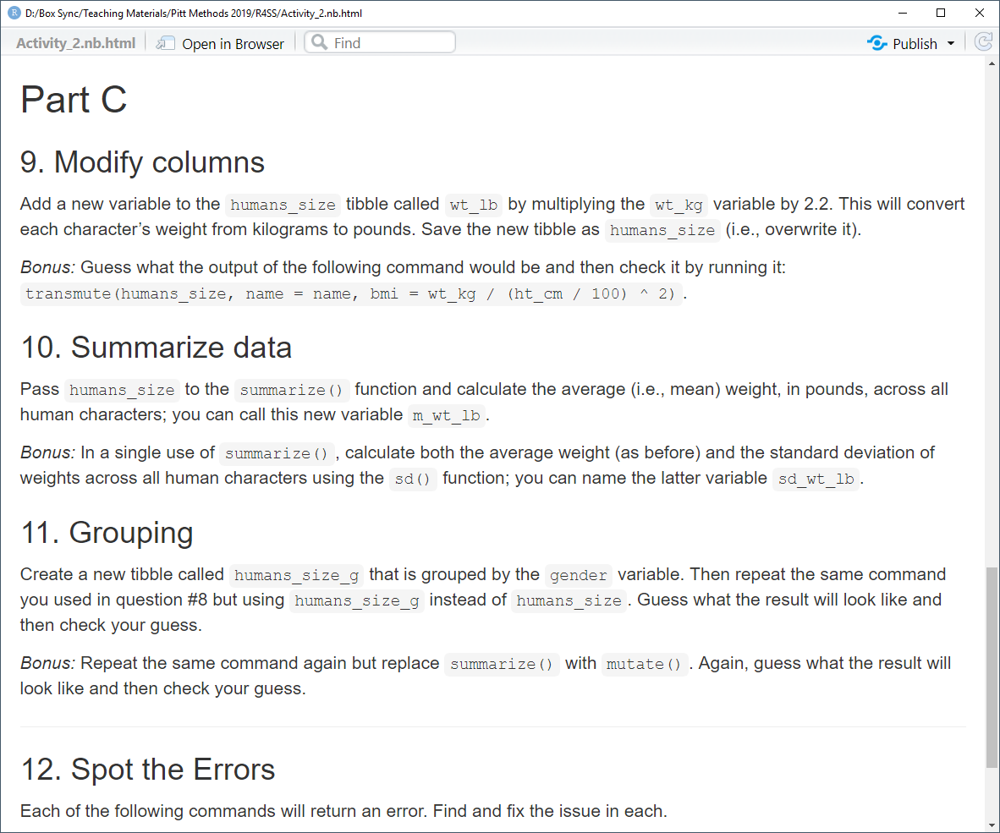 D:/Box Sync/Teaching Materials/Pitt Methods 2019/R4SS/Activity_2.nb.html
Activity_2.nb.html Open in Browser Find Publish
Part C
9. Modify columns
Add a new variable to the humans_size tibble called wt_lb by multiplying the wt_kg variable by 2.2. This will convert
each character’s weight from kilograms to pounds. Save the new tibble as humans_size (i.e., overwrite it).
Bonus: Guess what the output of the following command would be and then check it by running it:
transmute(humans_size, name = name, bmi = wt_kg / (ht_cm / 100) ^ 2).
10. Summarize data
Pass humans_size to the summarize() function and calculate the average (i.e., mean) weight, in pounds, across all
human characters; you can call this new variable m_wt_lb.
Bonus: In a single use of summarize(), calculate both the average weight (as before) and the standard deviation of
weights across all human characters using the sd() function; you can name the latter variable sd_wt_lb.
11. Grouping
Create a new tibble called humans_size_g that is grouped by the gender variable. Then repeat the same command
you used in question #8 but using humans_size_g instead of humans_size. Guess what the result will look like and
then check your guess.
Bonus: Repeat the same command again but replace summarize() with mutate(). Again, guess what the result will
look like and then check your guess.
12. Spot the Errors
Each of the following commands will return an error. Find and fix the issue in each.